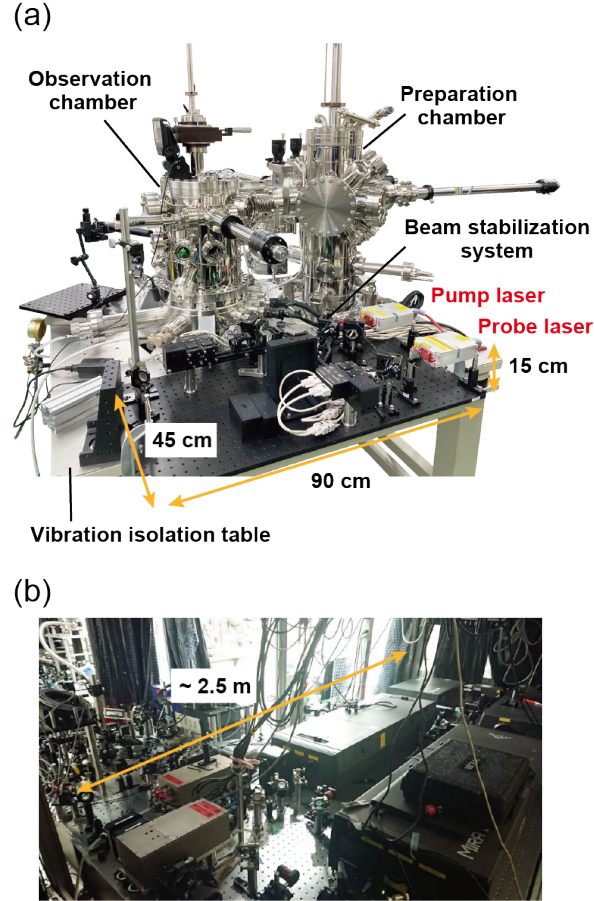 (a)
Observation
chamber
Preparation
chamber
Beam stabilization
system
Pump laser
Probe laser
15 cm
45 cm
90 cm
Vibration isolation table
(b)
~ 2.5 m